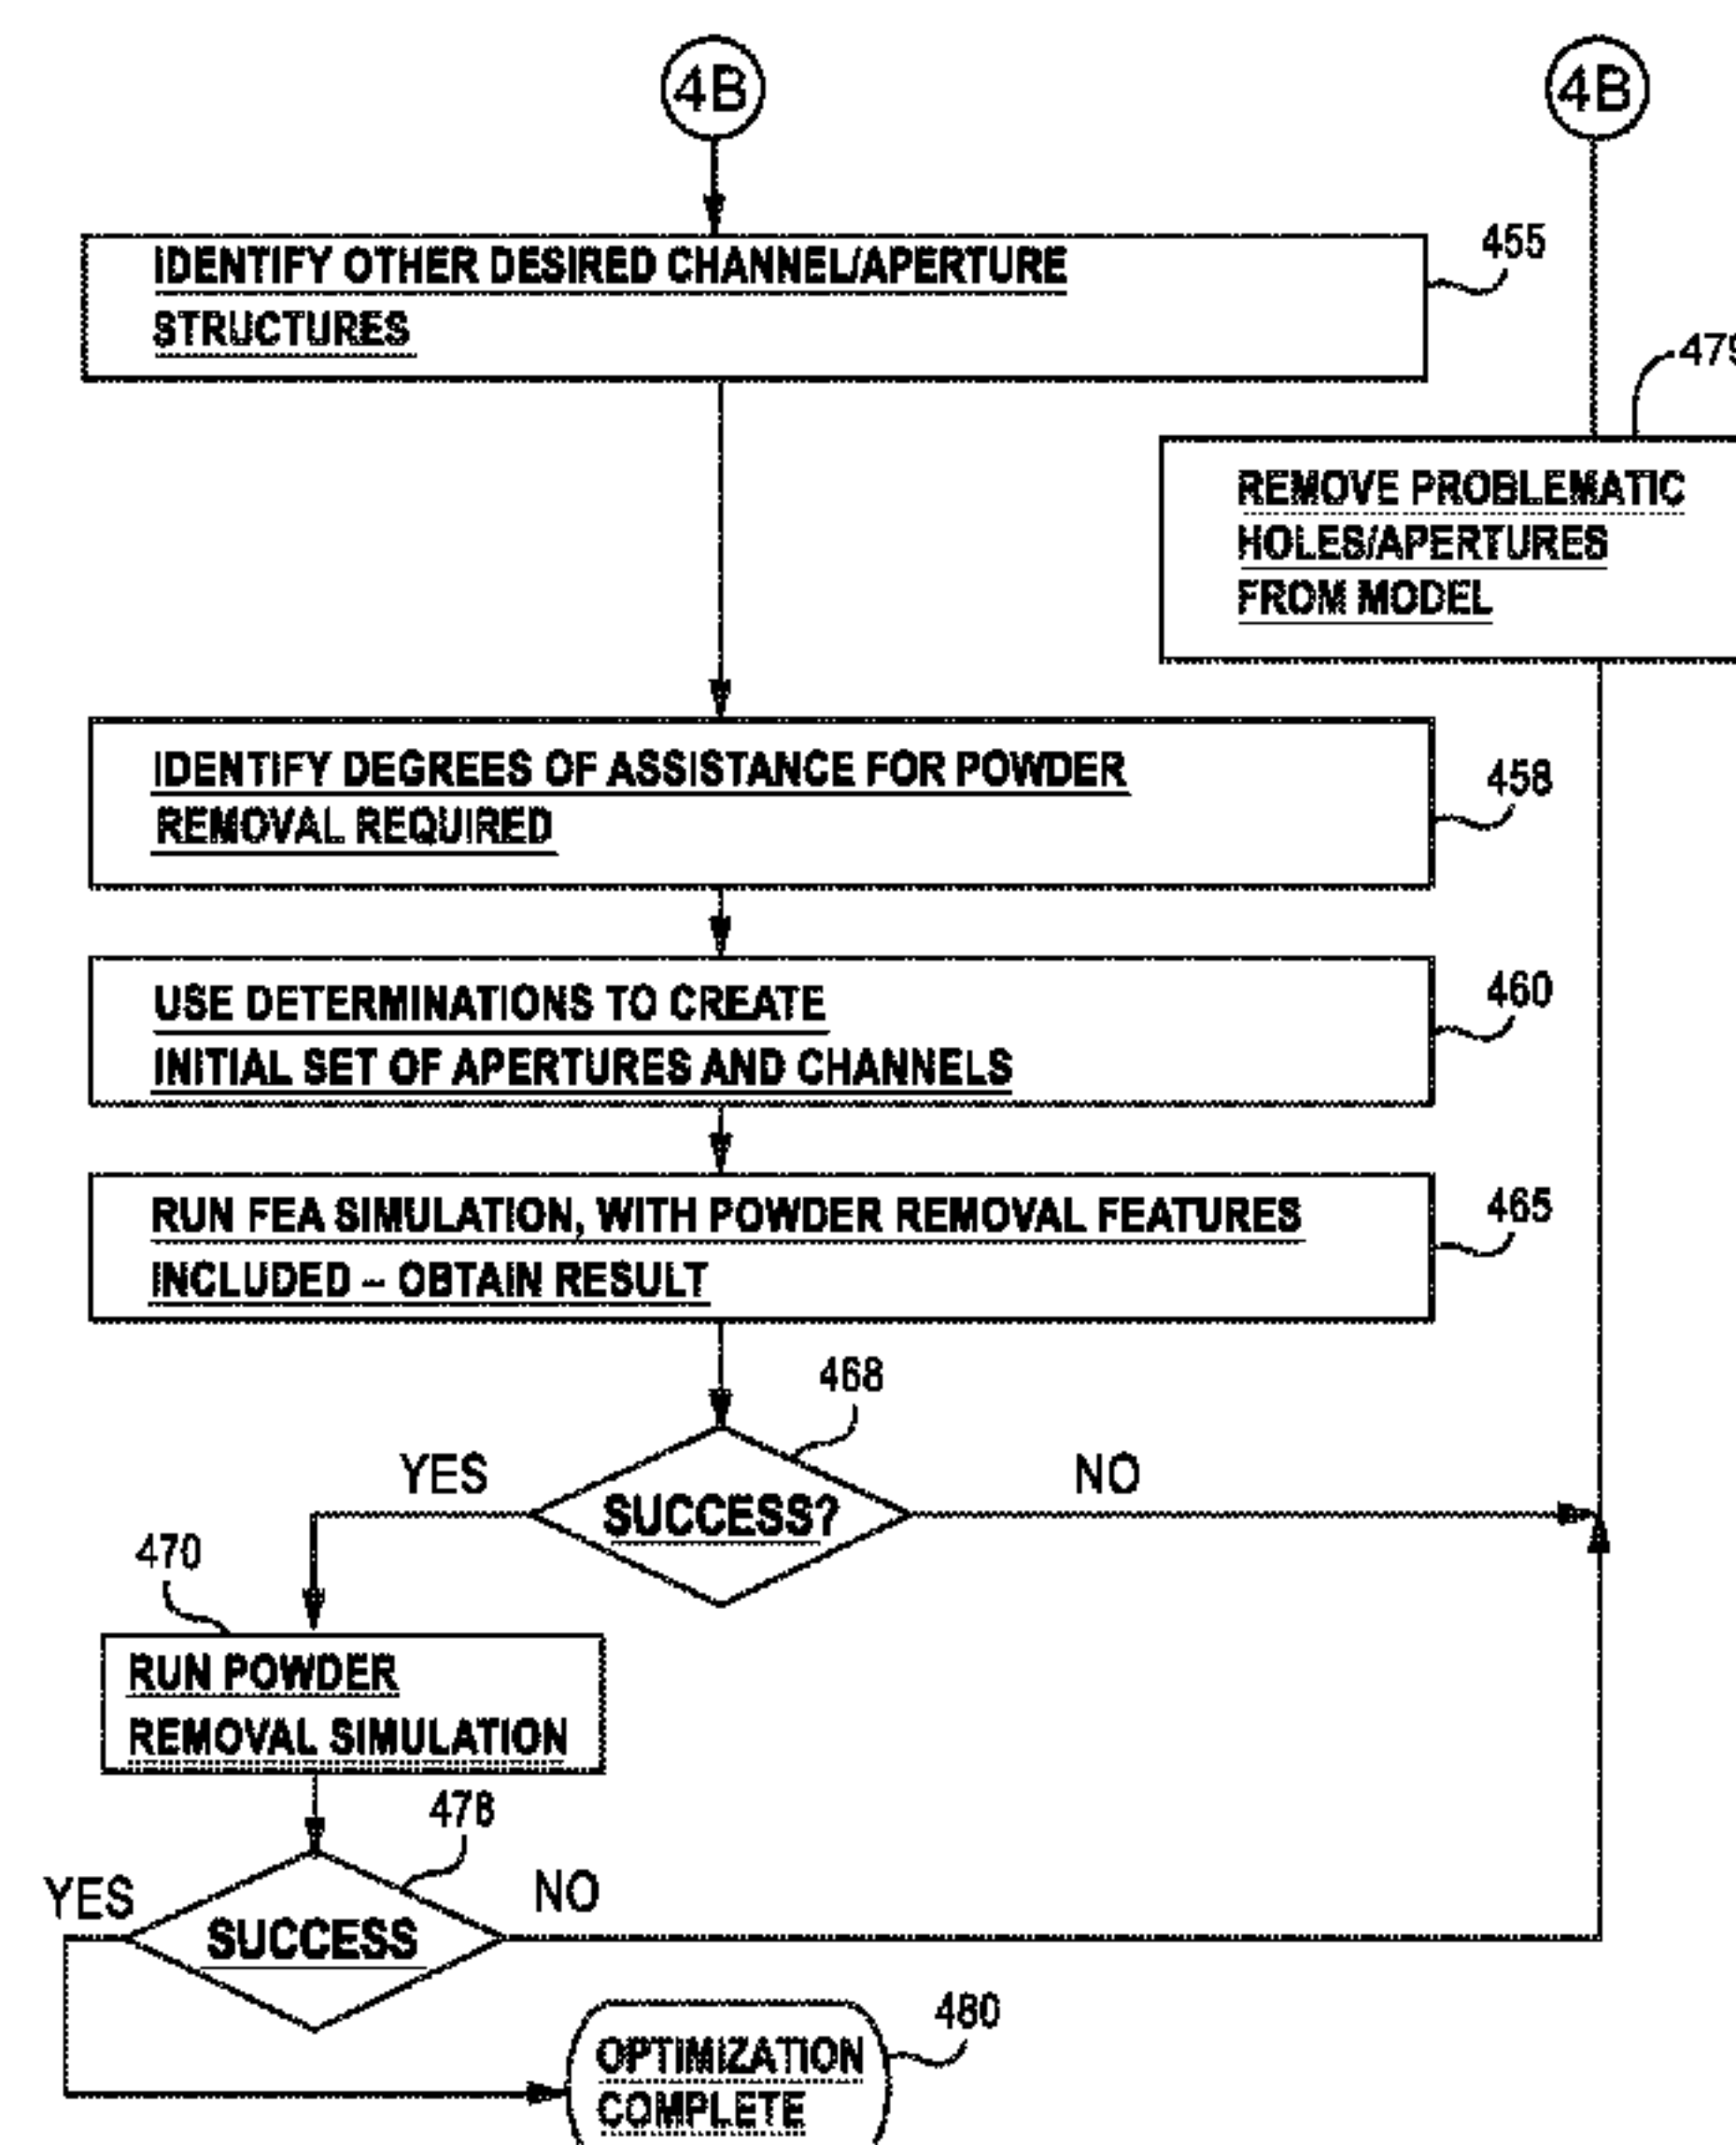 4B
4B
IDENTIFY OTHER DESIRED CHANNEL/APERTURE
STRUCTURES
455
479
REMOVE PROBLEMATIC
HOLES/APERTURES
FROM MODEL
IDENTIFY DEGREES OF ASSISTANCE FOR POWDER
REMOVAL REQUIRED
458
USE DETERMINATIONS TO CREATE
INITIAL SET OF APERTURES AND CHANNELS
460
RUN FEA SIMULATION, WITH POWDER REMOVAL FEATURES
INCLUDED – OBTAIN RESULT
465
468
YES
SUCCESS?
NO
470
RUN POWDER
REMOVAL SIMULATION
478
YES
SUCCESS
NO
480
OPTIMIZATION
COMPLETE